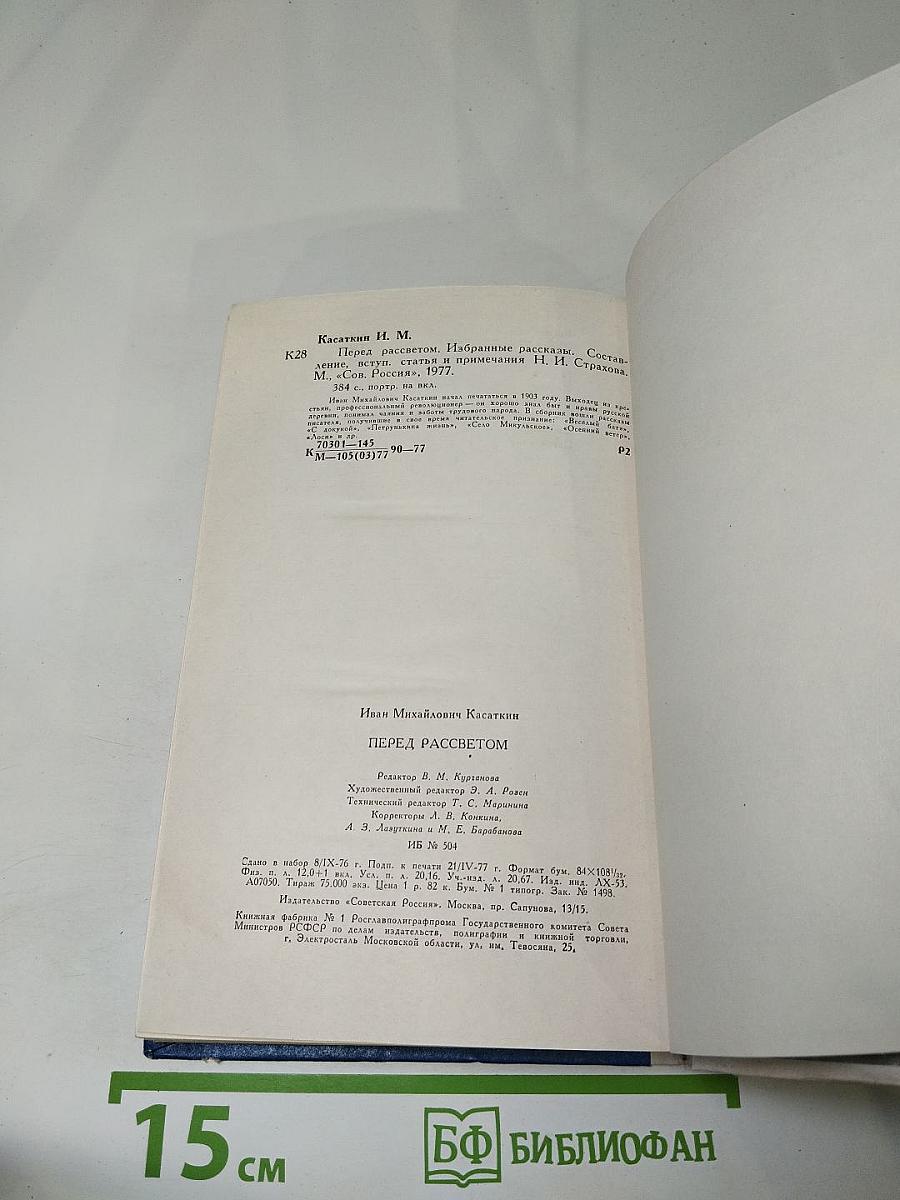 Касаткин И. М.
К28 Перед рассветом. Избранные рассказы. Состав-
ление, вступ. статья и примечания Н. И. Страхова.
М., «Сов. Россия», 1977.
384 с., портр. на вкл.
Иван Михайлович Касаткин начал печататься в 1903 году. Выходец из кре-
стьян, профессиональный революционер — он хорошо знал быт и нравы русской
деревни, понимал чаяния и заботы трудового народа. В сборник вошли рассказы
писателя, получившие в свое время читательское признание: «Веселый батя»,
«С докукой», «Петрунькина жизнь», «Село Микульское», «Осенний ветер»,
«Лоси» и др.
70301—145
К 90—77 Р2
М—105(03)77
Иван Михайлович Касаткин
ПЕРЕД РАССВЕТОМ
Редактор В. М. Курганова
Художественный редактор Э. А. Розен
Технический редактор Т. С. Маринина
Корректоры Л. В. Конкина,
А. З. Лазуткина и М. Е. Барабанова
ИБ № 504
Сдано в набор 8/IX-76 г. Подп. к печати 21/IV-77 г. Формат бум. 84×108¹/₃₂.
Физ. п. л. 12,0+1 вкл. Усл. п. л. 20,16. Уч.-изд. л. 20,67. Изд. инд. ЛХ-53.
А07050. Тираж 75.000 экз. Цена 1 р. 82 к. Бум. № 1 типогр. Зак. № 1498.
Издательство «Советская Россия». Москва, пр. Сапунова, 13/15.
Книжная фабрика № 1 Росглавполиграфпрома Государственного комитета Совета
Министров РСФСР по делам издательств, полиграфии и книжной торговли,
г. Электросталь Московской области, ул. им. Тевосяна, 25.
15 см БФ БИБЛИОФАН